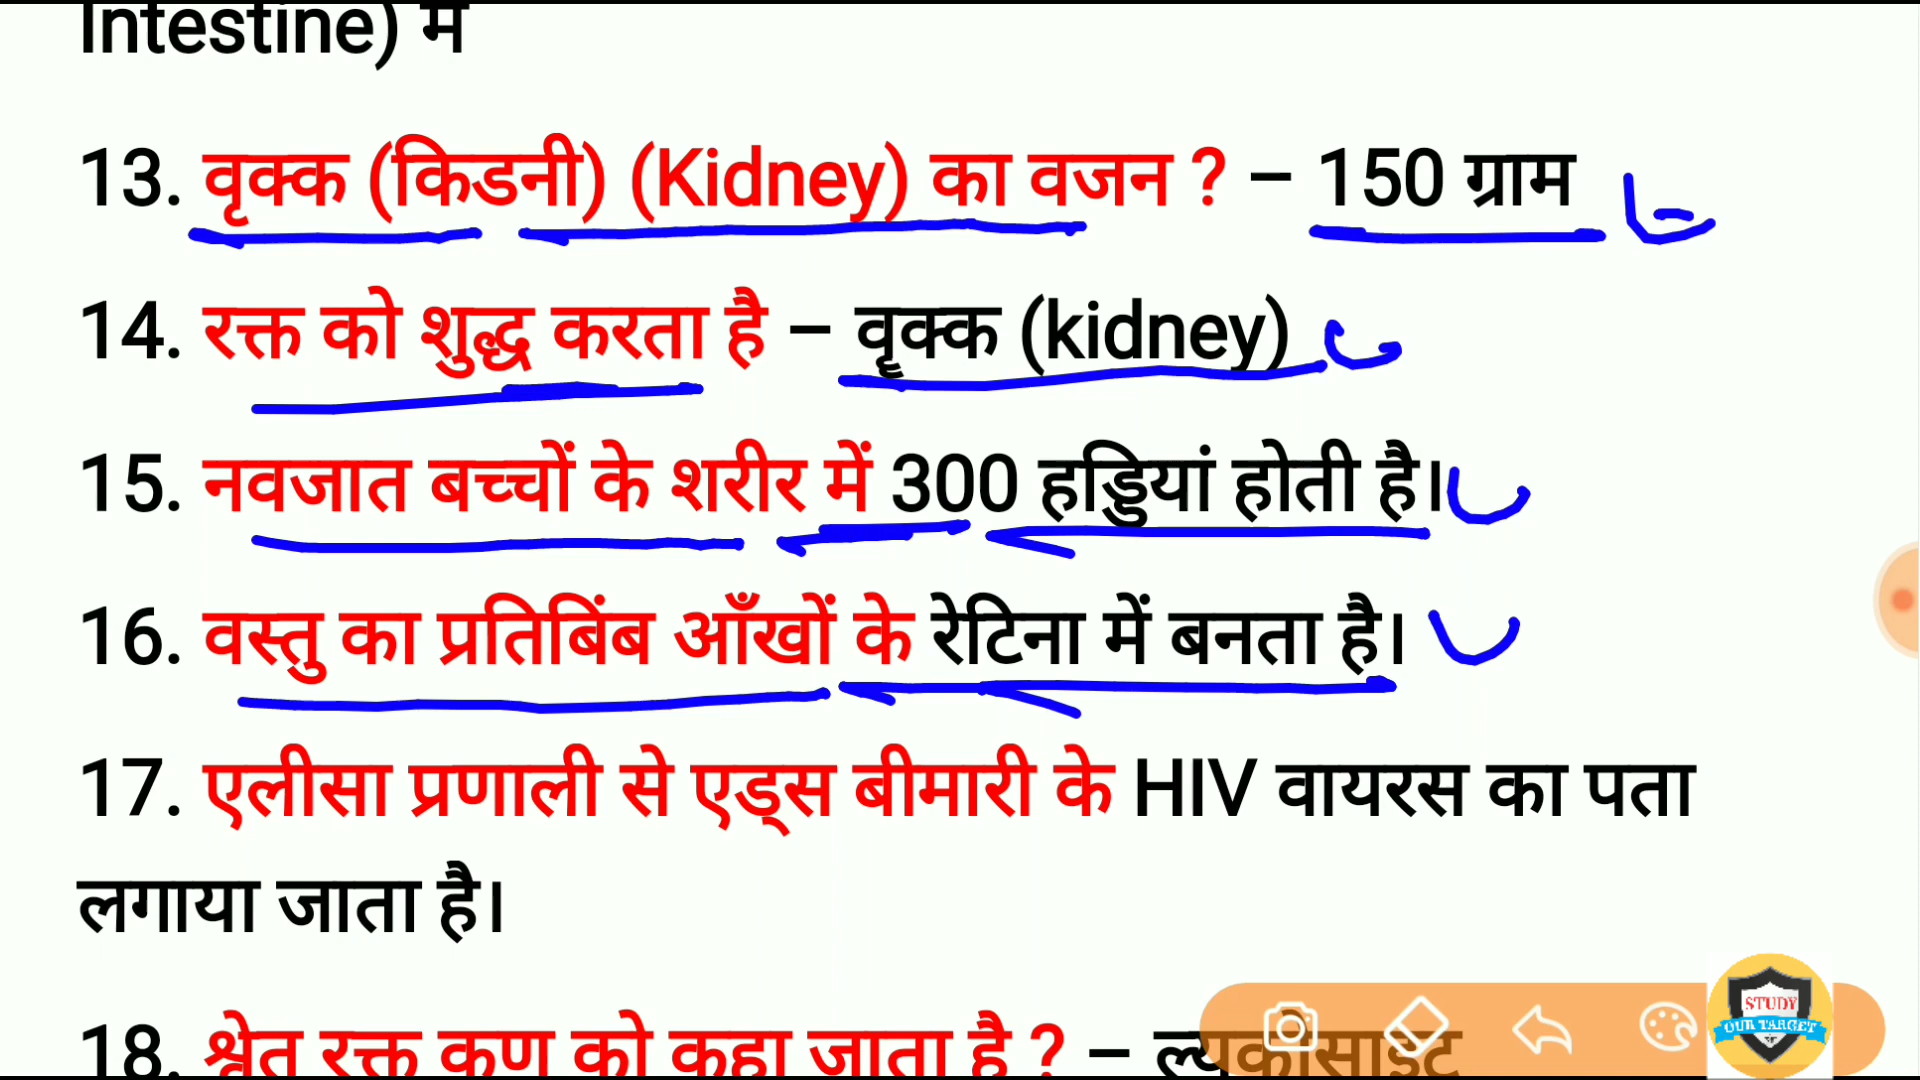 Intestine) में
13. वृक्क (किडनी) (Kidney) का वजन ? – 150 ग्राम
14. रक्त को शुद्ध करता है – वृक्क (kidney)
15. नवजात बच्चों के शरीर में 300 हड्डियां होती है।
16. वस्तु का प्रतिबिंब आँखों के रेटिना में बनता है।
17. एलीसा प्रणाली से एड्स बीमारी के HIV वायरस का पता
लगाया जाता है।
18. श्वेत रक्त कण को कहा जाता है ? – ल्यूकोसाइट
STUDY
OUR TARGET